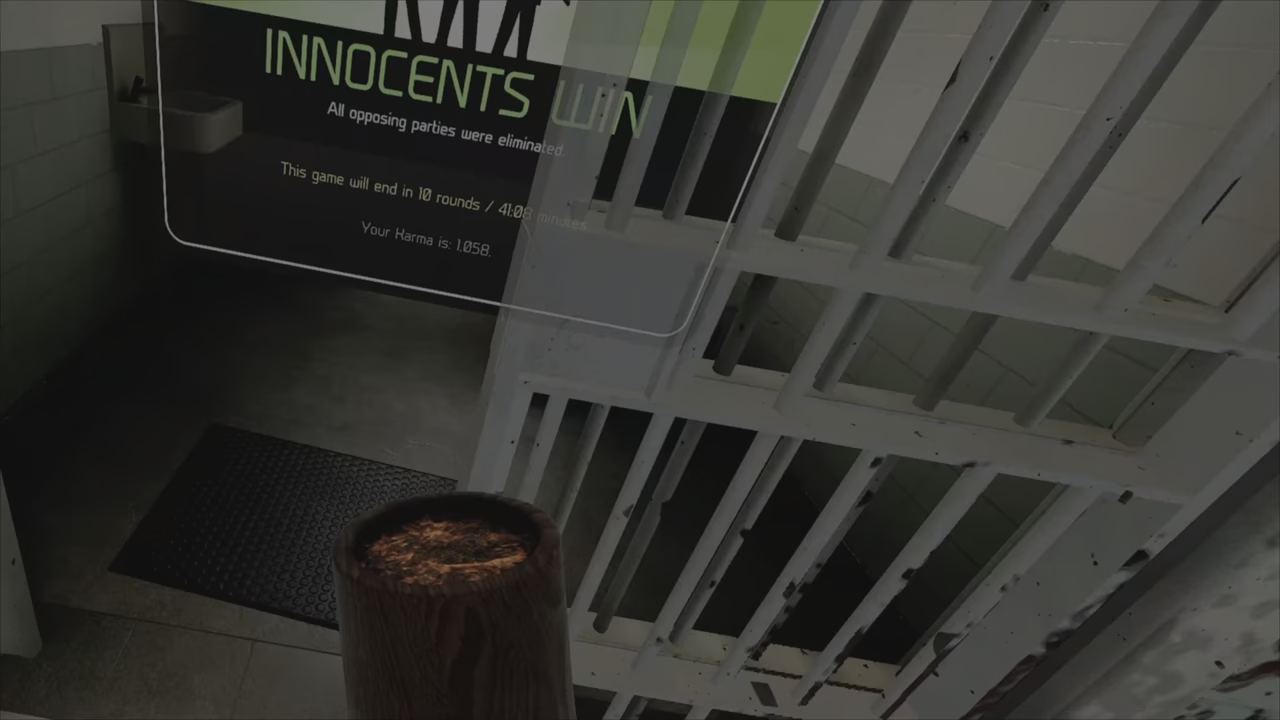 INNOCENTS WIN
All opposing parties were eliminated.
This game will end in 10 rounds / 41:08 minutes.
Your Karma is: 1.058.